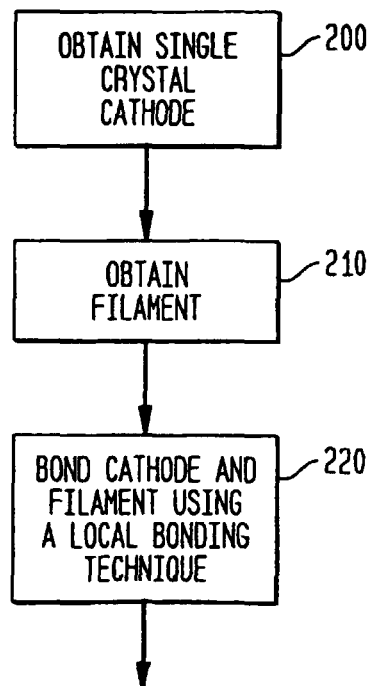 OBTAIN SINGLE
CRYSTAL
CATHODE
200
OBTAIN
FILAMENT
210
BOND CATHODE AND
FILAMENT USING
A LOCAL BONDING
TECHNIQUE
220